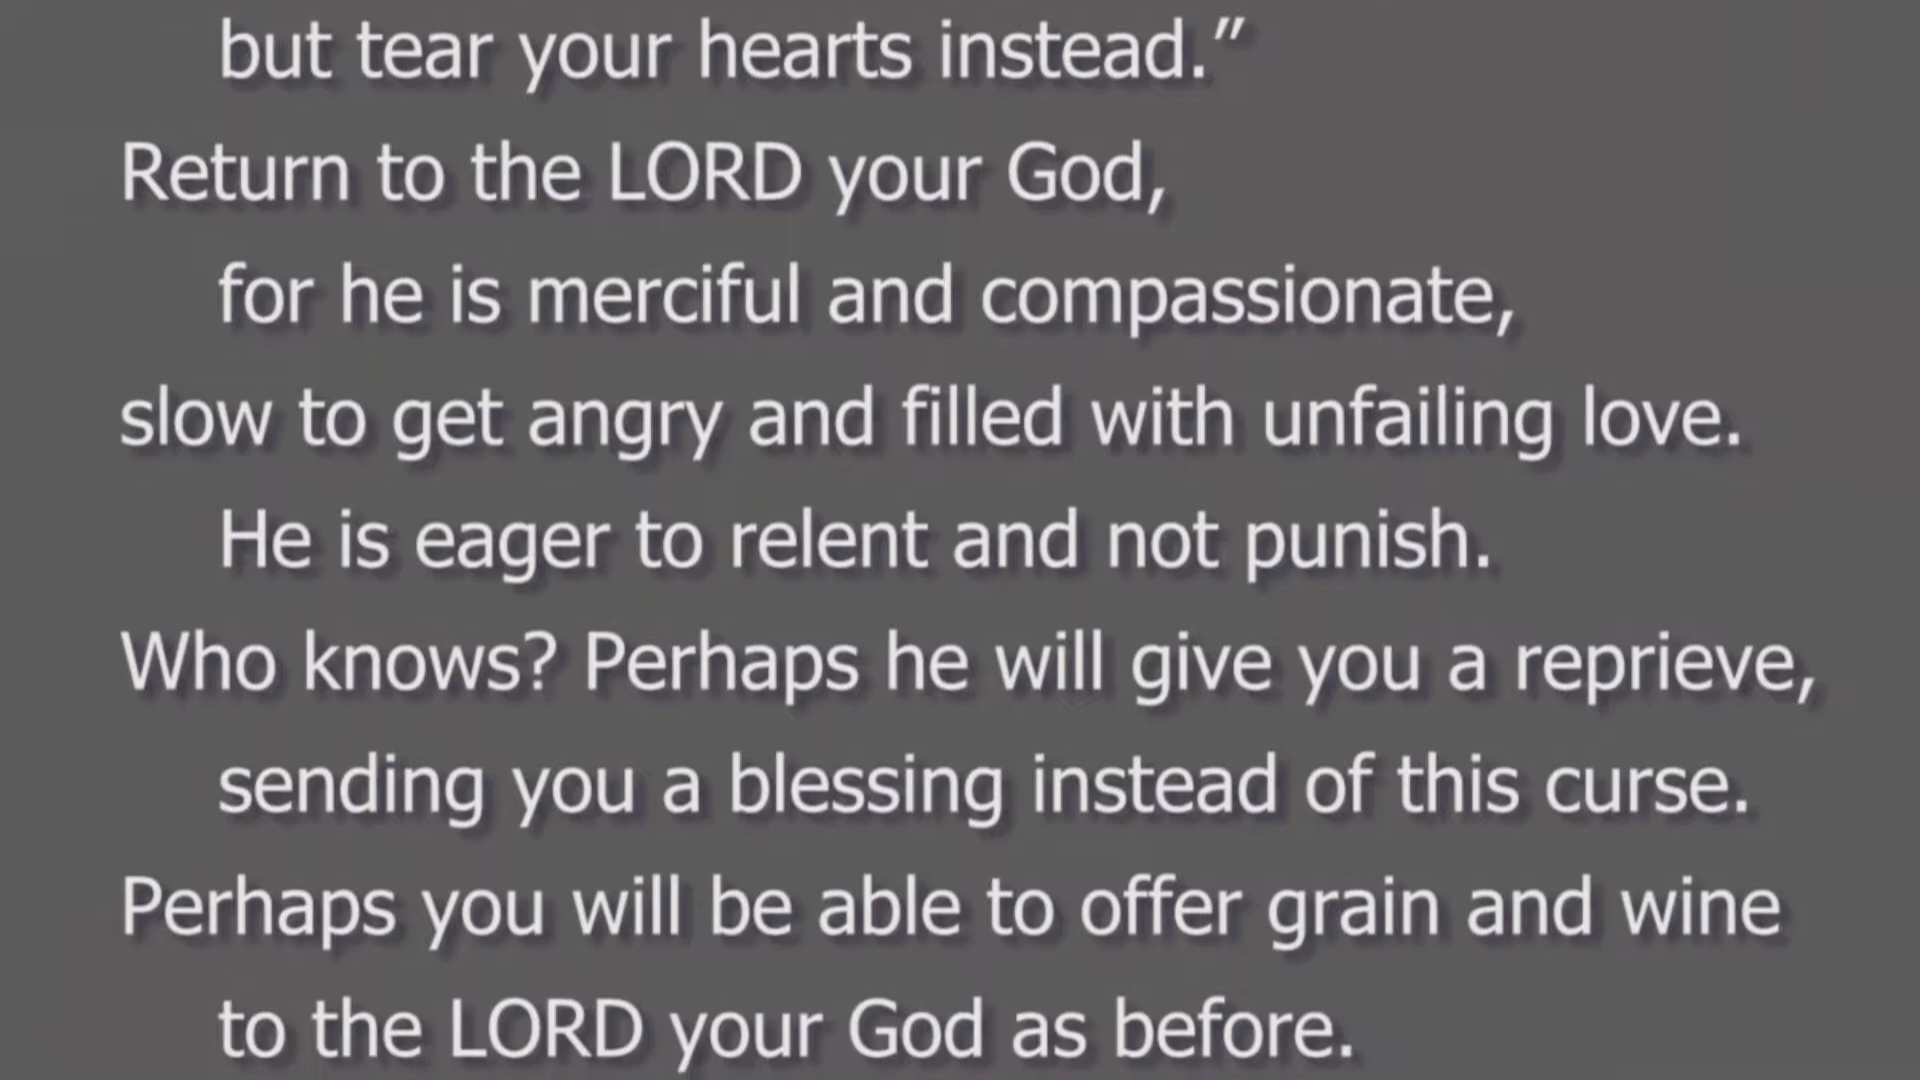 but tear your hearts instead.”
Return to the LORD your God,
for he is merciful and compassionate,
slow to get angry and filled with unfailing love.
He is eager to relent and not punish.
Who knows? Perhaps he will give you a reprieve,
sending you a blessing instead of this curse.
Perhaps you will be able to offer grain and wine
to the LORD your God as before.